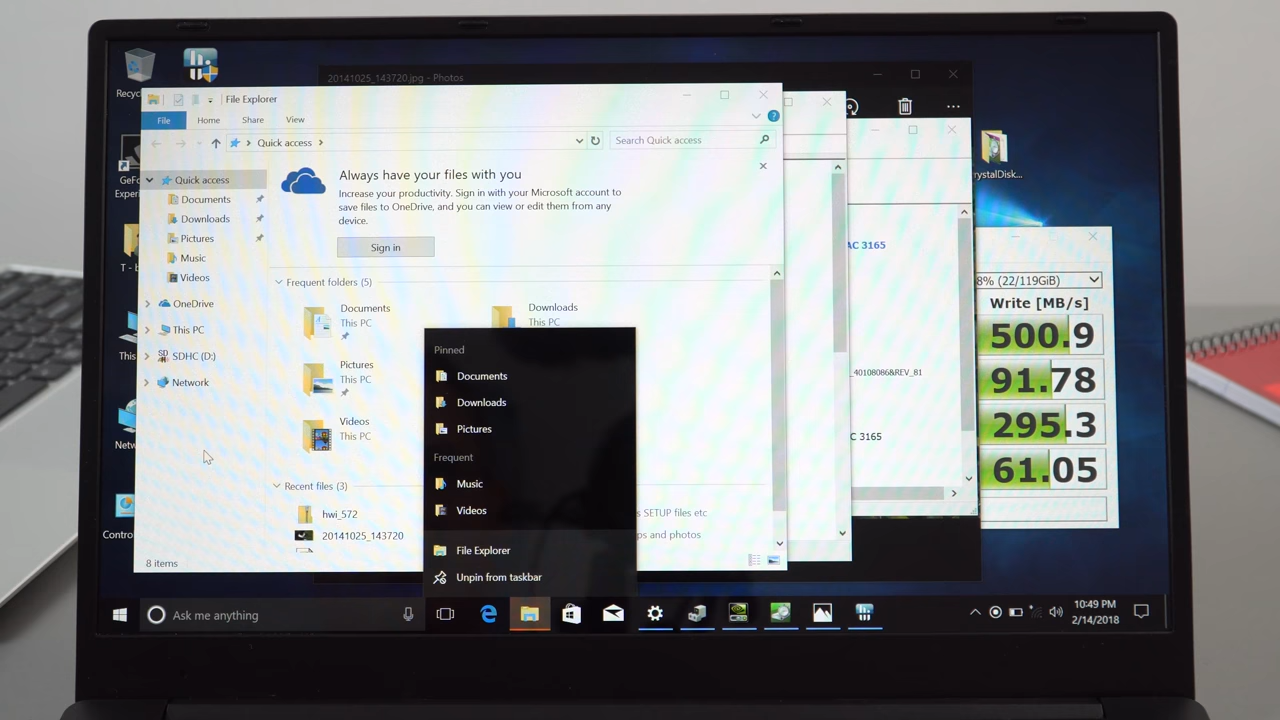 20141025_143720.jpg - Photos
File Explorer
File Home Share View
Quick access
Search Quick access
Quick access
Documents
Downloads
Pictures
Music
Videos
OneDrive
This PC
SDHC (D:)
Network
8 items
Always have your files with you
Increase your productivity. Sign in with your Microsoft account to
save files to OneDrive, and you can view or edit them from any
device.
Sign in
Frequent folders (5)
Documents
This PC
Downloads
This PC
Pictures
This PC
Videos
This PC
Recent files (3)
hwi_572
20141025_143720
SETUP files etc
ps and photos
Pinned
Documents
Downloads
Pictures
Frequent
Music
Videos
File Explorer
Unpin from taskbar
AC 3165
_40108086&REV_81
C 3165
rystalDisk...
8% (22/119GiB)
Write [MB/s]
500.9
91.78
295.3
61.05
Recyc
GeFo
Experi
T - b
This
Netw
Contro
Ask me anything
10:49 PM
2/14/2018